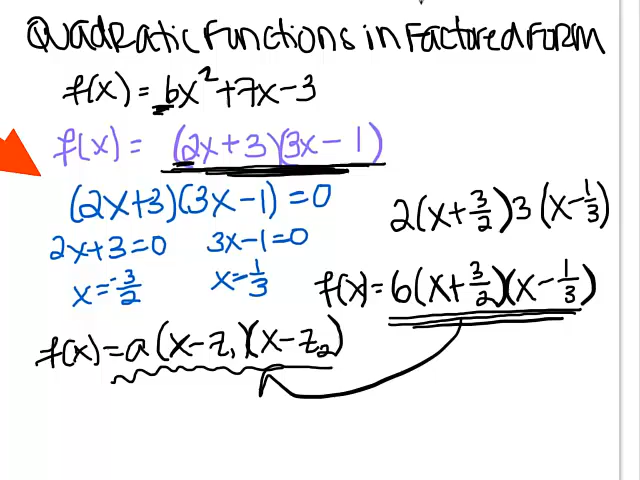 Quadratic Functions in Factored Form
f(x) = 6x² + 7x - 3
f(x) = (2x + 3)(3x - 1)
(2x+3)(3x-1) = 0
2x+3=0 3x-1=0
x = -3/2 x = 1/3
2(x+3/2)3(x-1/3)
f(x) = 6(x+3/2)(x-1/3)
f(x) = a(x-z₁)(x-z₂)